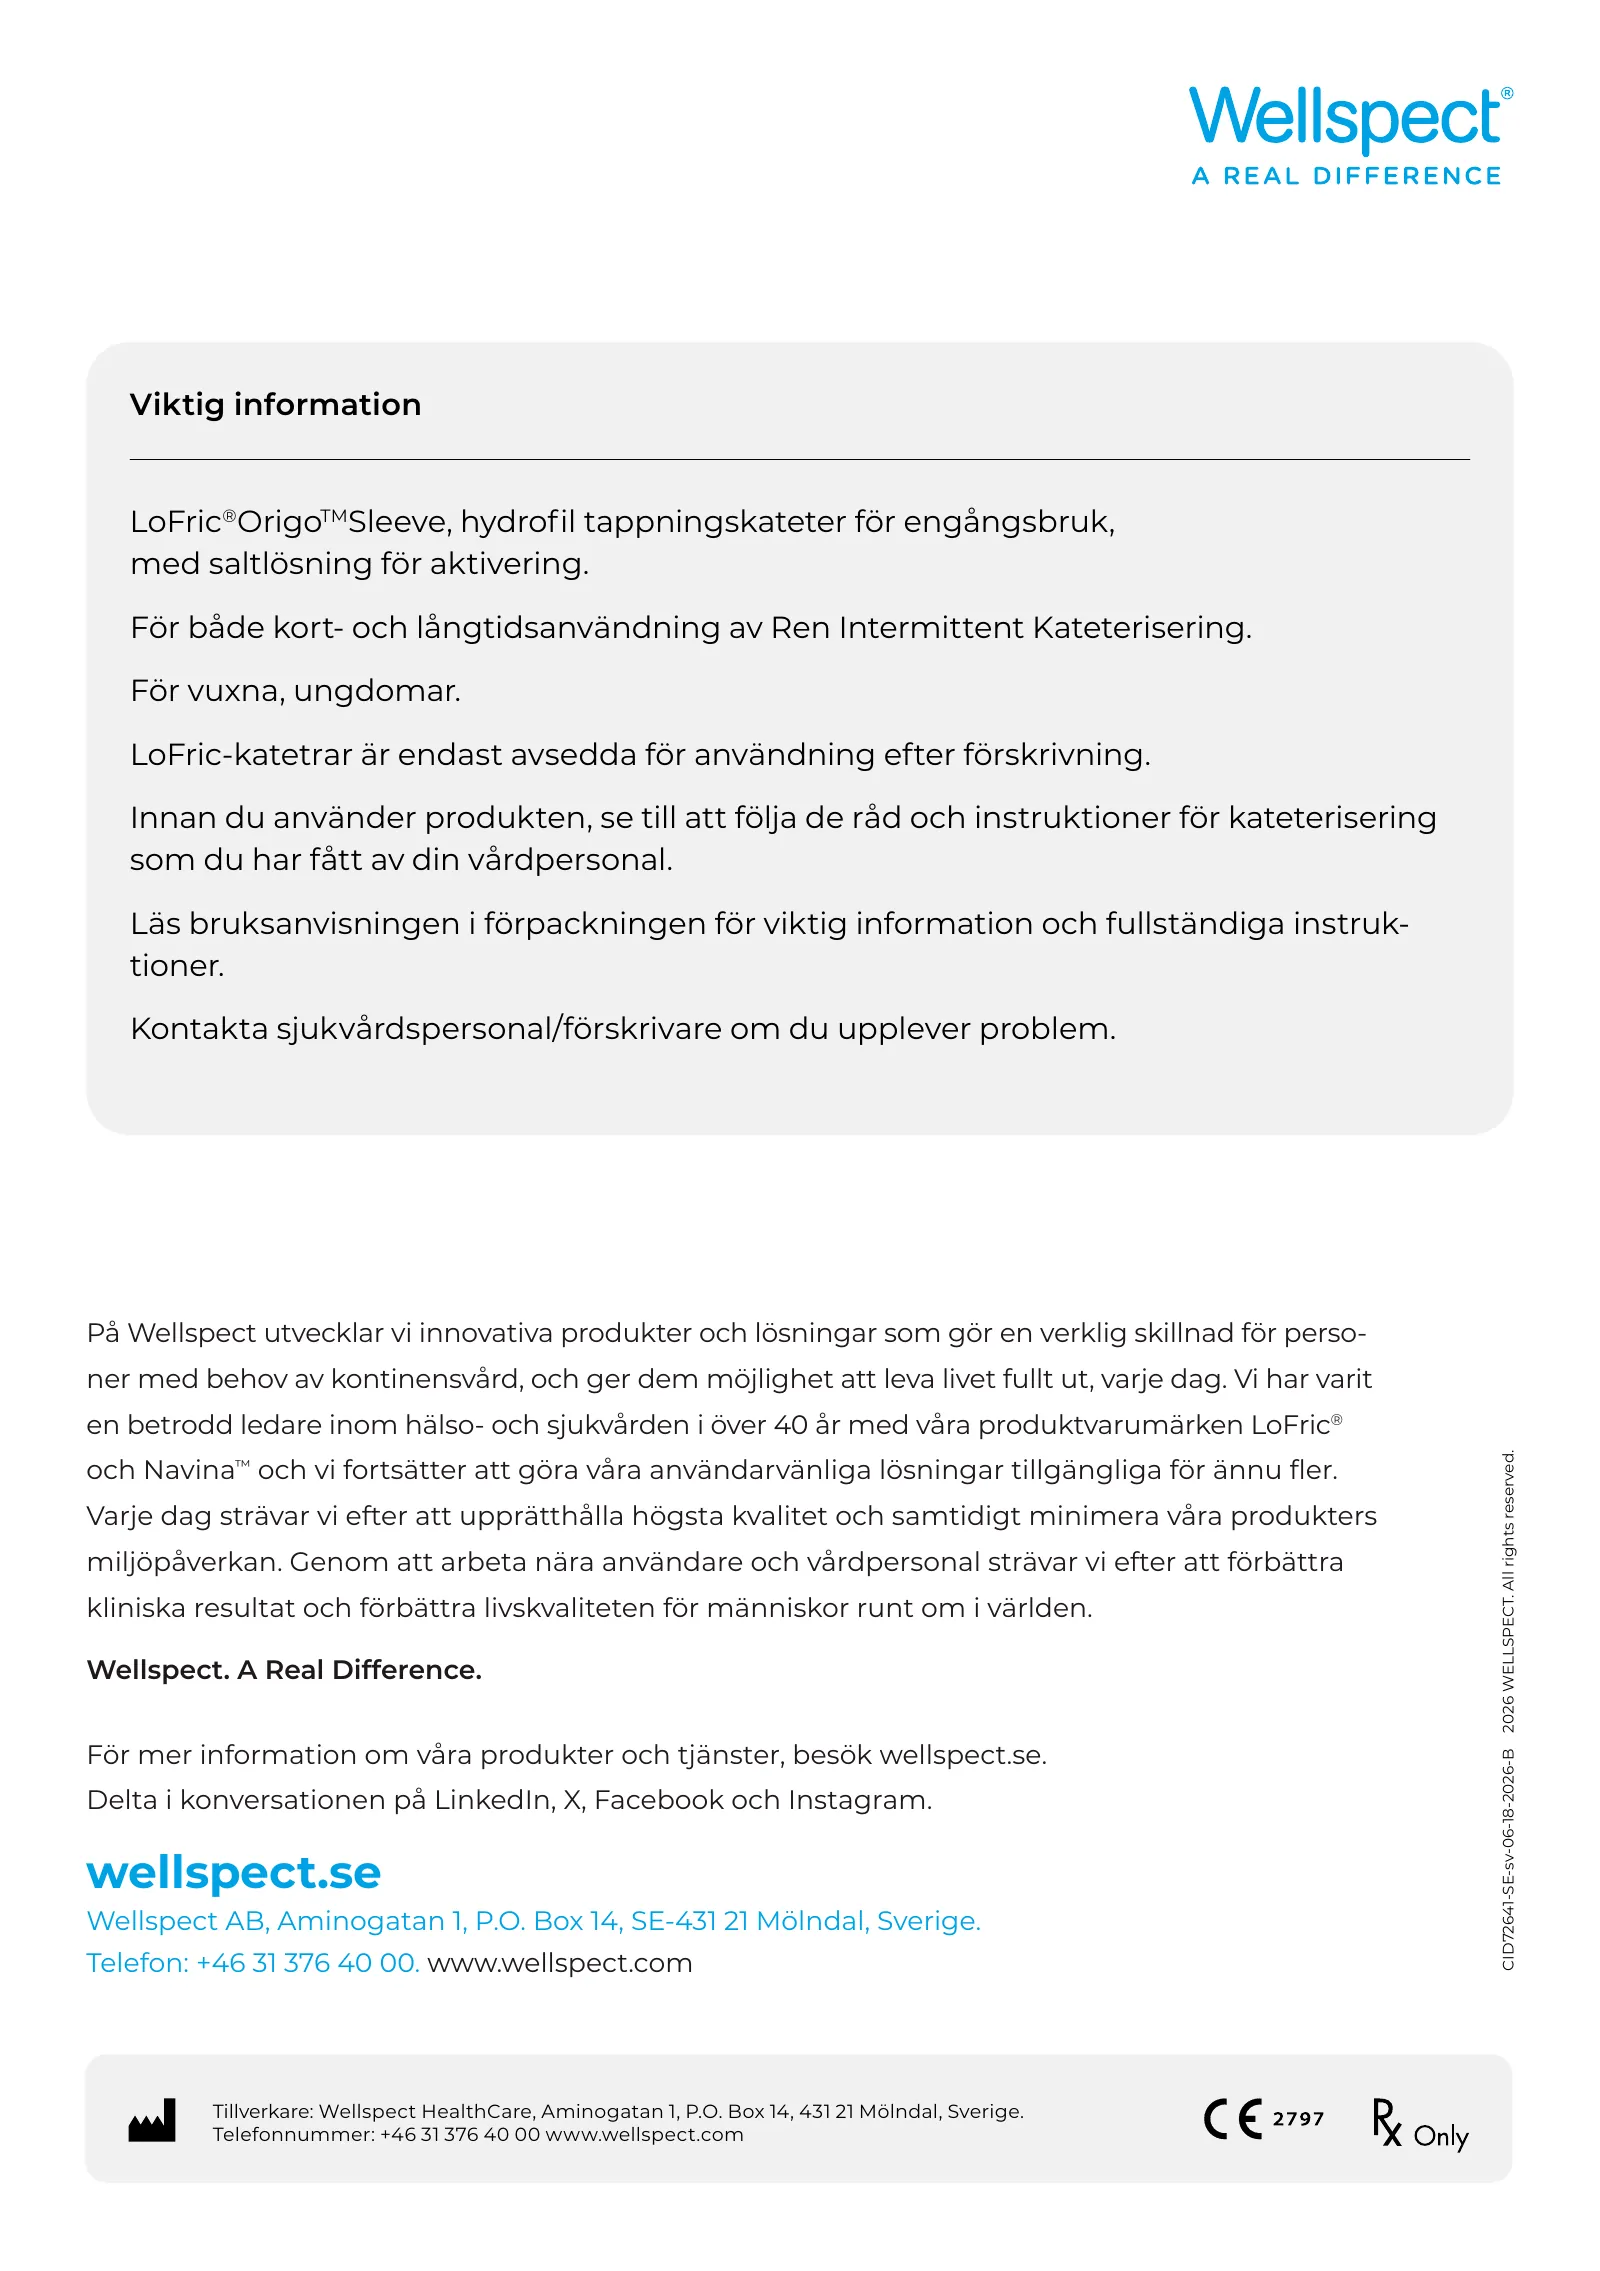 Wellspect®
A REAL DIFFERENCE
Viktig information
LoFric®Origo™Sleeve, hydrofil tappningskateter för engångsbruk,
med saltlösning för aktivering.
För både kort- och långtidsanvändning av Ren Intermittent Kateterisering.
För vuxna, ungdomar.
LoFric-katetrar är endast avsedda för användning efter förskrivning.
Innan du använder produkten, se till att följa de råd och instruktioner för kateterisering
som du har fått av din vårdpersonal.
Läs bruksanvisningen i förpackningen för viktig information och fullständiga instruk-
tioner.
Kontakta sjukvårdspersonal/förskrivare om du upplever problem.
På Wellspect utvecklar vi innovativa produkter och lösningar som gör en verklig skillnad för perso-
ner med behov av kontinensvård, och ger dem möjlighet att leva livet fullt ut, varje dag. Vi har varit
en betrodd ledare inom hälso- och sjukvården i över 40 år med våra produktvarumärken LoFric®
och Navina™ och vi fortsätter att göra våra användarvänliga lösningar tillgängliga för ännu fler.
Varje dag strävar vi efter att upprätthålla högsta kvalitet och samtidigt minimera våra produkters
miljöpåverkan. Genom att arbeta nära användare och vårdpersonal strävar vi efter att förbättra
kliniska resultat och förbättra livskvaliteten för människor runt om i världen.
Wellspect. A Real Difference.
För mer information om våra produkter och tjänster, besök wellspect.se.
Delta i konversationen på LinkedIn, X, Facebook och Instagram.
wellspect.se
Wellspect AB, Aminogatan 1, P.O. Box 14, SE-431 21 Mölndal, Sverige.
Telefon: +46 31 376 40 00. www.wellspect.com
CID72641-SE-sv-06-18-2026-B 2026 WELLSPECT. All rights reserved.
Tillverkare: Wellspect HealthCare, Aminogatan 1, P.O. Box 14, 431 21 Mölndal, Sverige.
Telefonnummer: +46 31 376 40 00 www.wellspect.com
CE 2797
Rx Only